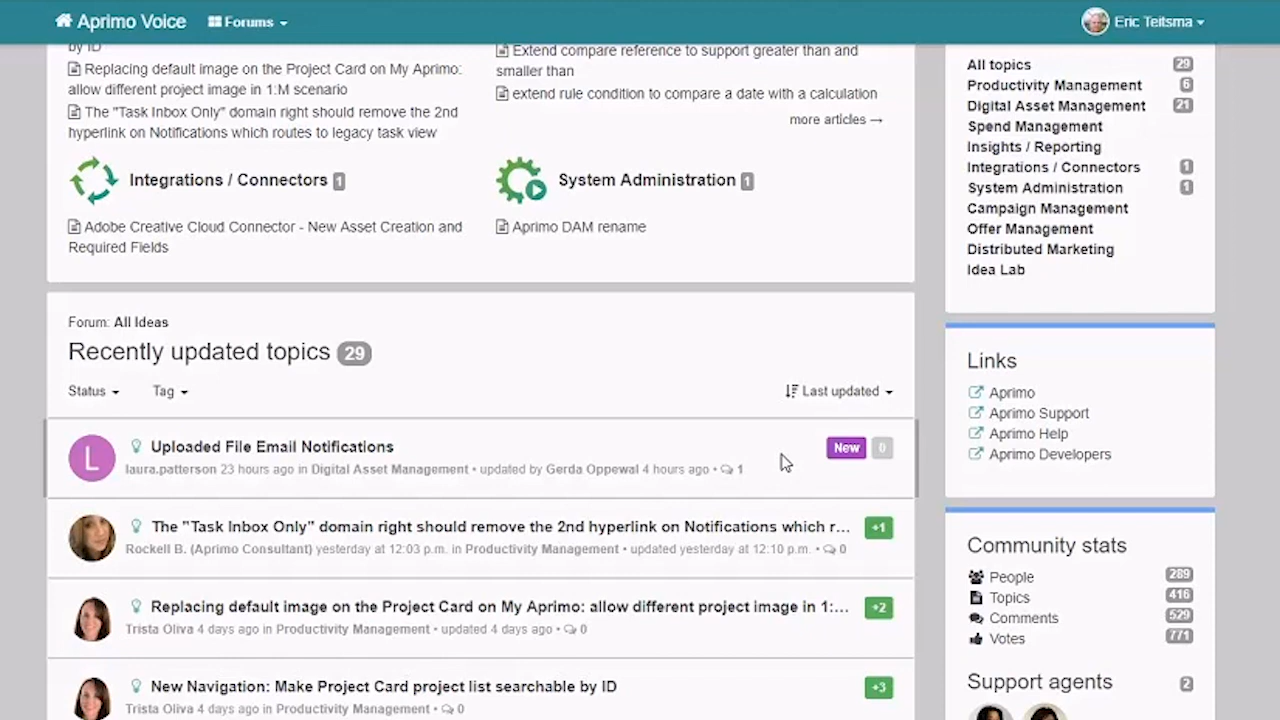 Aprimo Voice Forums Eric Teitsma
by ID
Replacing default image on the Project Card on My Aprimo:
allow different project image in 1:M scenario
The "Task Inbox Only" domain right should remove the 2nd
hyperlink on Notifications which routes to legacy task view
Extend compare reference to support greater than and
smaller than
extend rule condition to compare a date with a calculation
more articles →
Integrations / Connectors 1
Adobe Creative Cloud Connector - New Asset Creation and
Required Fields
System Administration 1
Aprimo DAM rename
Forum: All Ideas
Recently updated topics 29
Status Tag Last updated
Uploaded File Email Notifications New 0
laura.patterson 23 hours ago in Digital Asset Management • updated by Gerda Oppewal 4 hours ago • 1
L
The "Task Inbox Only" domain right should remove the 2nd hyperlink on Notifications which r... +1
Rockell B. (Aprimo Consultant) yesterday at 12:03 p.m. in Productivity Management • updated yesterday at 12:10 p.m. • 0
Replacing default image on the Project Card on My Aprimo: allow different project image in 1:... +2
Trista Oliva 4 days ago in Productivity Management • updated 4 days ago • 0
New Navigation: Make Project Card project list searchable by ID +3
Trista Oliva 4 days ago in Productivity Management • 0
All topics 29
Productivity Management 6
Digital Asset Management 21
Spend Management
Insights / Reporting
Integrations / Connectors 1
System Administration 1
Campaign Management
Offer Management
Distributed Marketing
Idea Lab
Links
Aprimo
Aprimo Support
Aprimo Help
Aprimo Developers
Community stats
People 289
Topics 416
Comments 529
Votes 771
Support agents 2